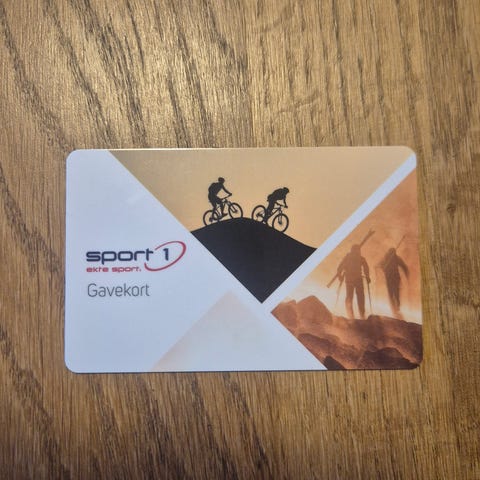 sport 1
ekte sport.
Gavekort